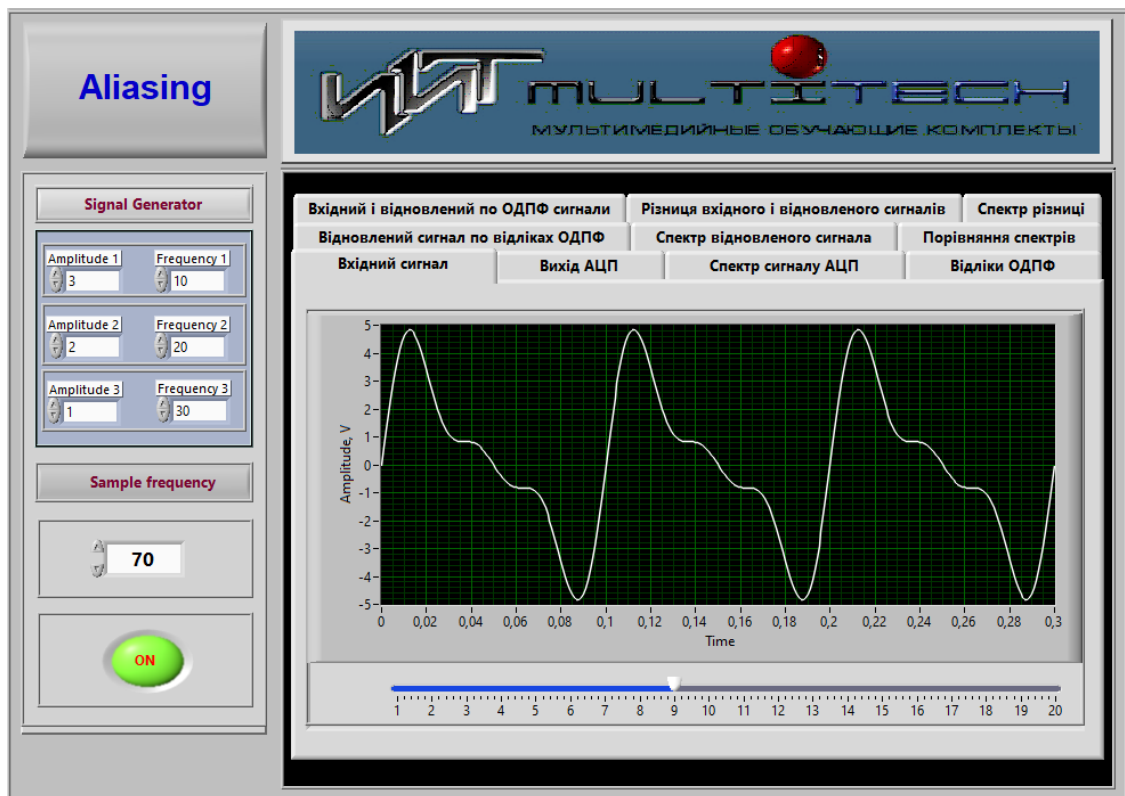 Aliasing
ИИТ MULTITECH
МУЛЬТИМЕДИЙНЫЕ ОБУЧАЮЩИЕ КОМПЛЕКТЫ
Signal Generator
Amplitude 1 Frequency 1
3 10
Amplitude 2 Frequency 2
2 20
Amplitude 3 Frequency 3
1 30
Sample frequency
70
ON
Вхідний і відновлений по ОДПФ сигнали Різниця вхідного і відновленого сигналів Спектр різниці
Відновлений сигнал по відліках ОДПФ Спектр відновленого сигнала Порівняння спектрів
Вхідний сигнал Вихід АЦП Спектр сигналу АЦП Відліки ОДПФ
Amplitude, V
5
4
3
2
1
0
-1
-2
-3
-4
-5
0 0,02 0,04 0,06 0,08 0,1 0,12 0,14 0,16 0,18 0,2 0,22 0,24 0,26 0,28 0,3
Time
1 2 3 4 5 6 7 8 9 10 11 12 13 14 15 16 17 18 19 20